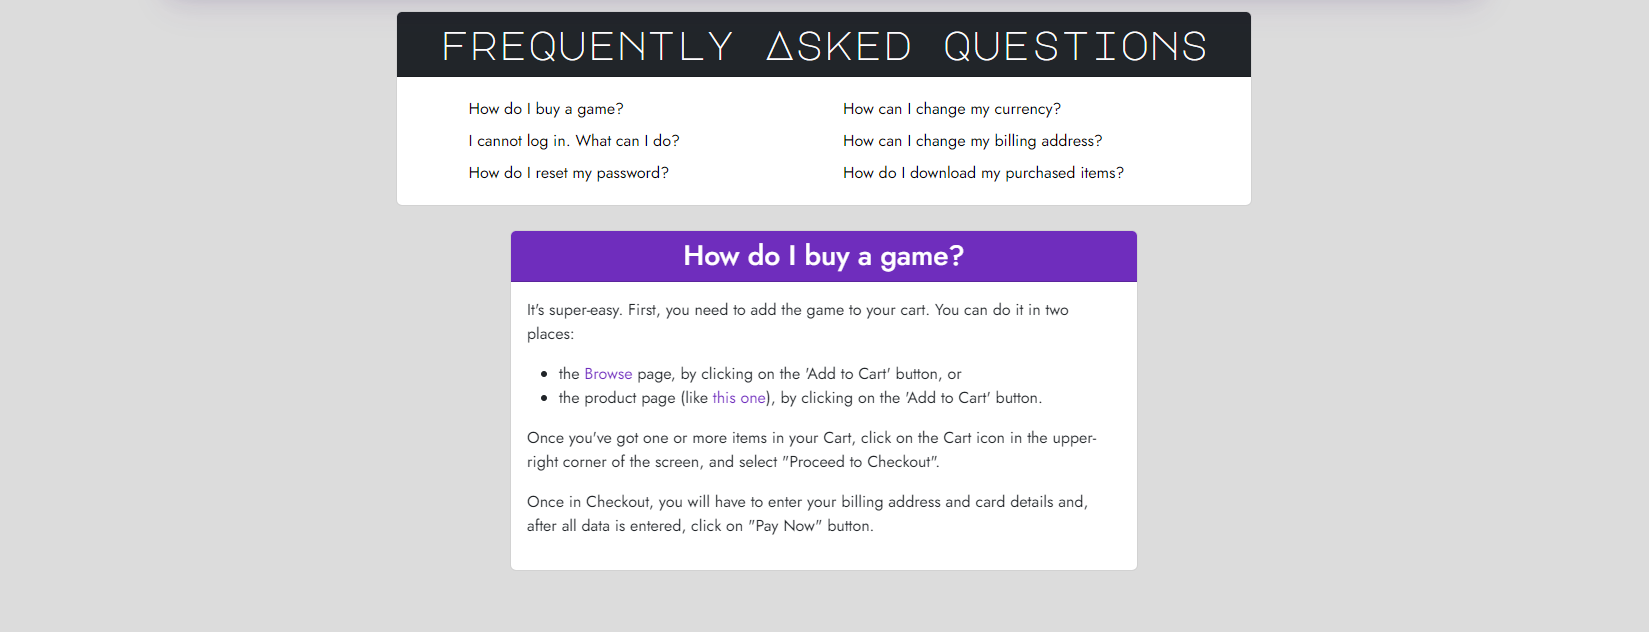 FREQUENTLY ASKED QUESTIONS
How do I buy a game?
I cannot log in. What can I do?
How do I reset my password?
How can I change my currency?
How can I change my billing address?
How do I download my purchased items?
How do I buy a game?
It's super-easy. First, you need to add the game to your cart. You can do it in two
places:
the Browse page, by clicking on the 'Add to Cart' button, or
the product page (like this one), by clicking on the 'Add to Cart' button.
Once you've got one or more items in your Cart, click on the Cart icon in the upper-
right corner of the screen, and select "Proceed to Checkout".
Once in Checkout, you will have to enter your billing address and card details and,
after all data is entered, click on "Pay Now" button.